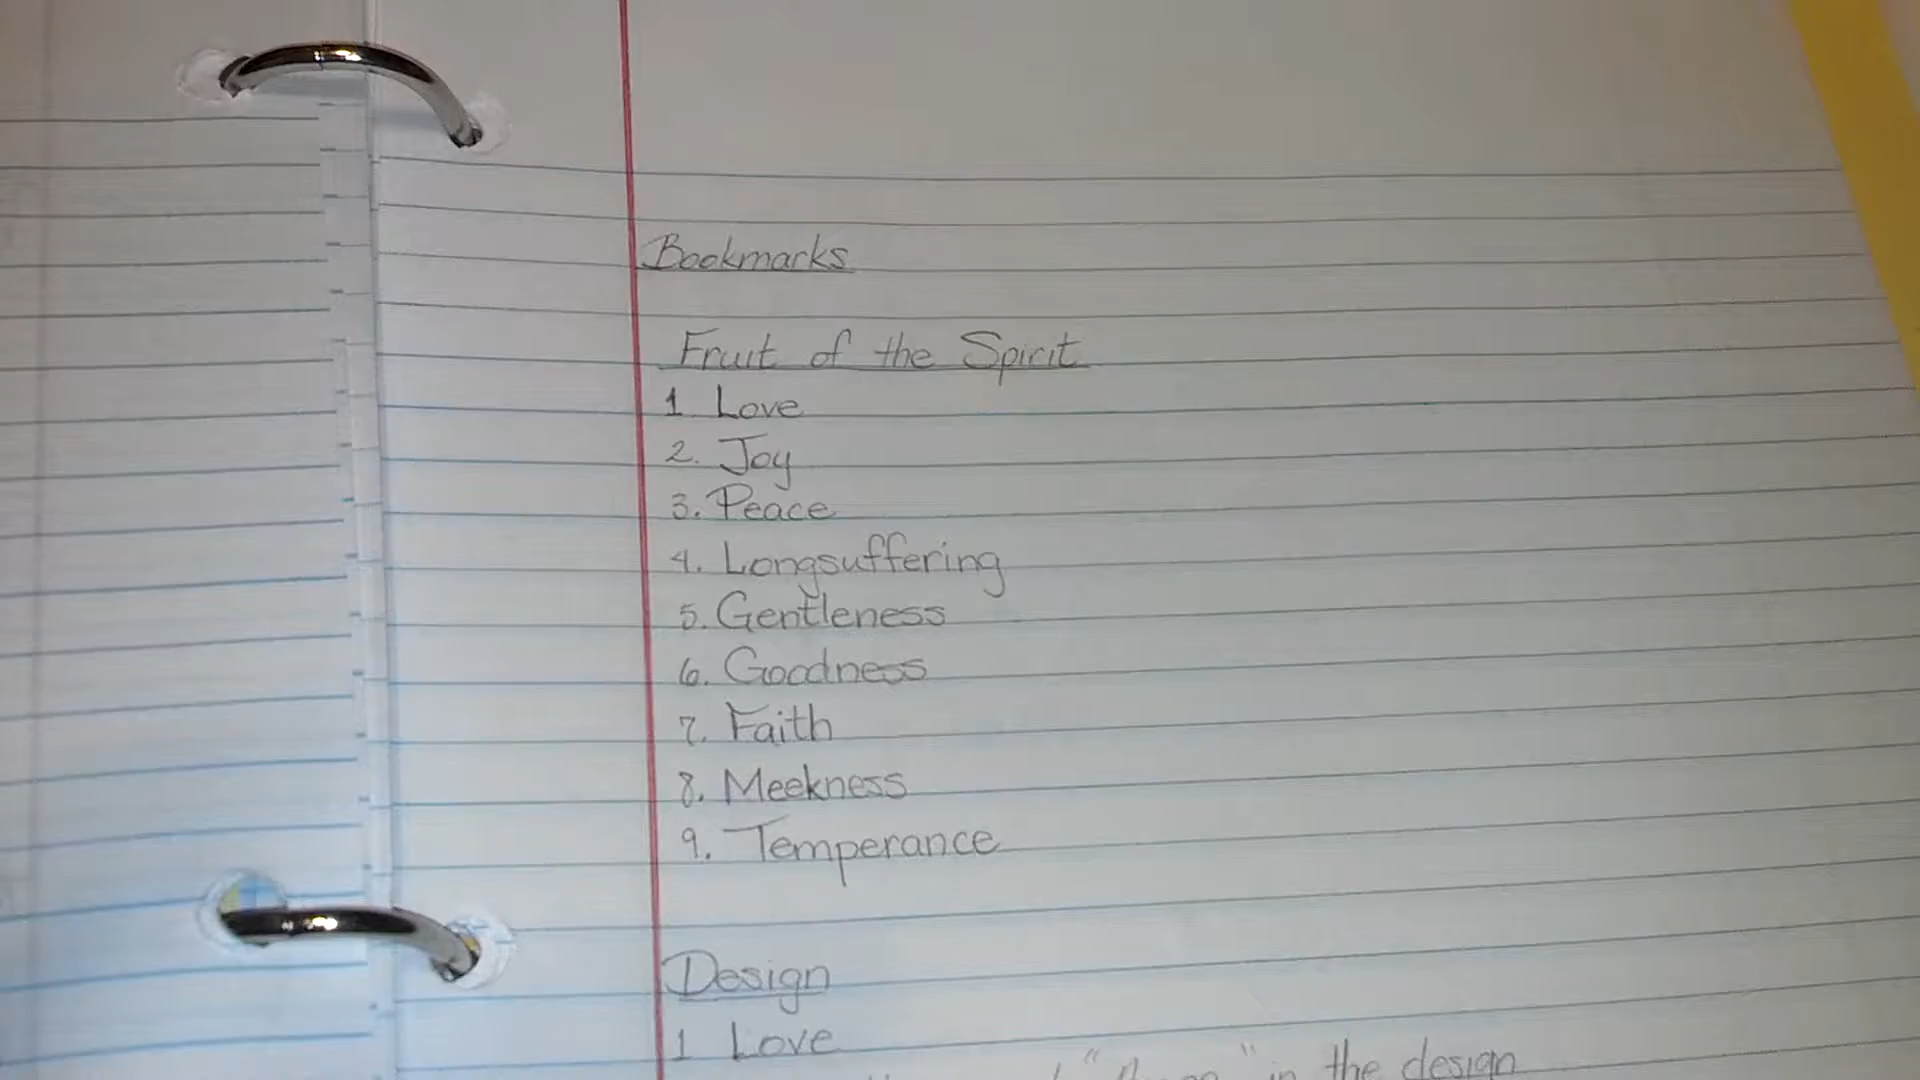 Bookmarks
Fruit of the Spirit
1 Love
2. Joy
3. Peace
4. Longsuffering
5. Gentleness
6. Goodness
7. Faith
8. Meekness
9. Temperance
Design
1 Love
in the design